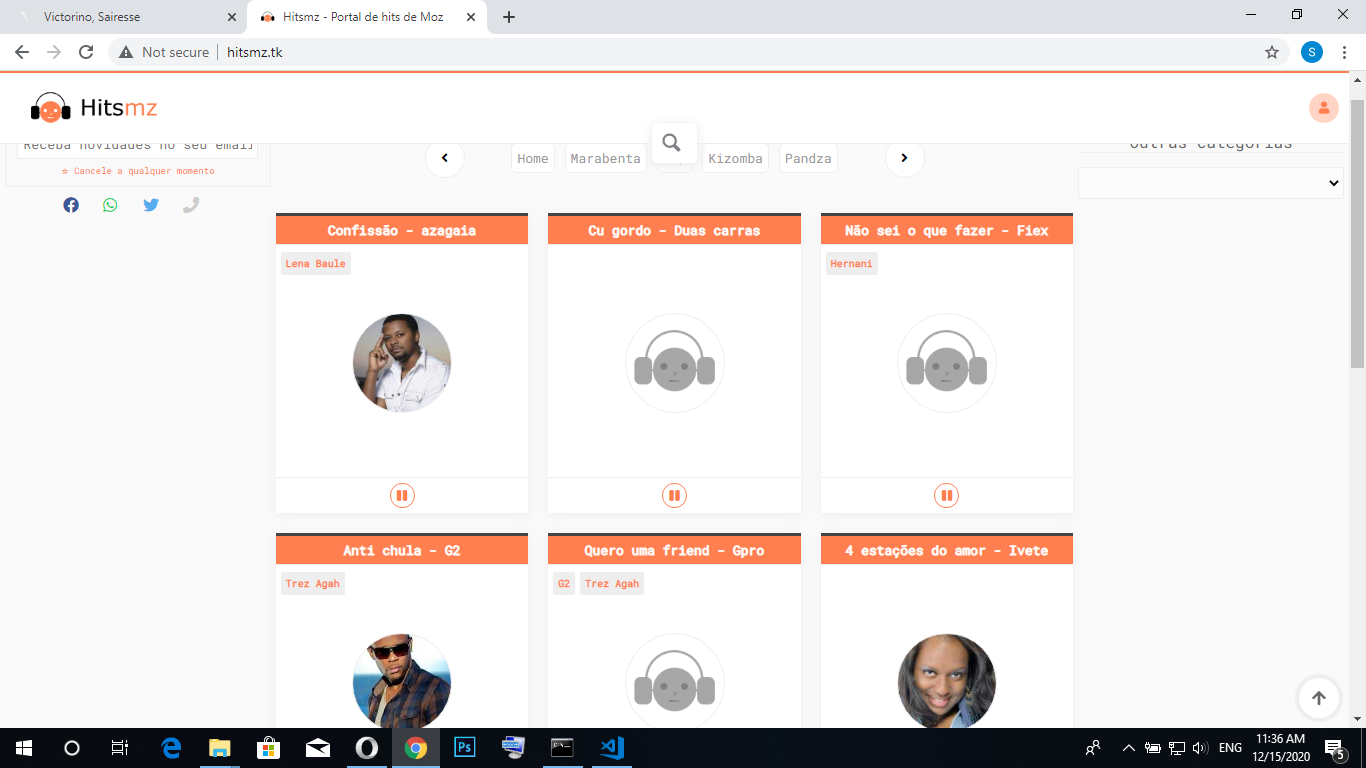 Victorino, Sairesse
Hitsmz - Portal de hits de Moz
Not secure
hitsmz.tk
S
Hitsmz
Receba novidades no seu email
☆ Cancele a qualquer momento
Home Marabenta Kizomba Pandza
Outras categorias
Confissão - azagaia
Lena Baule
Cu gordo - Duas carras
Não sei o que fazer - Fiex
Hernani
Anti chula - G2
Trez Agah
Quero uma friend - Gpro
G2 Trez Agah
4 estações do amor - Ivete
Ps
ENG
11:36 AM
12/15/2020
5